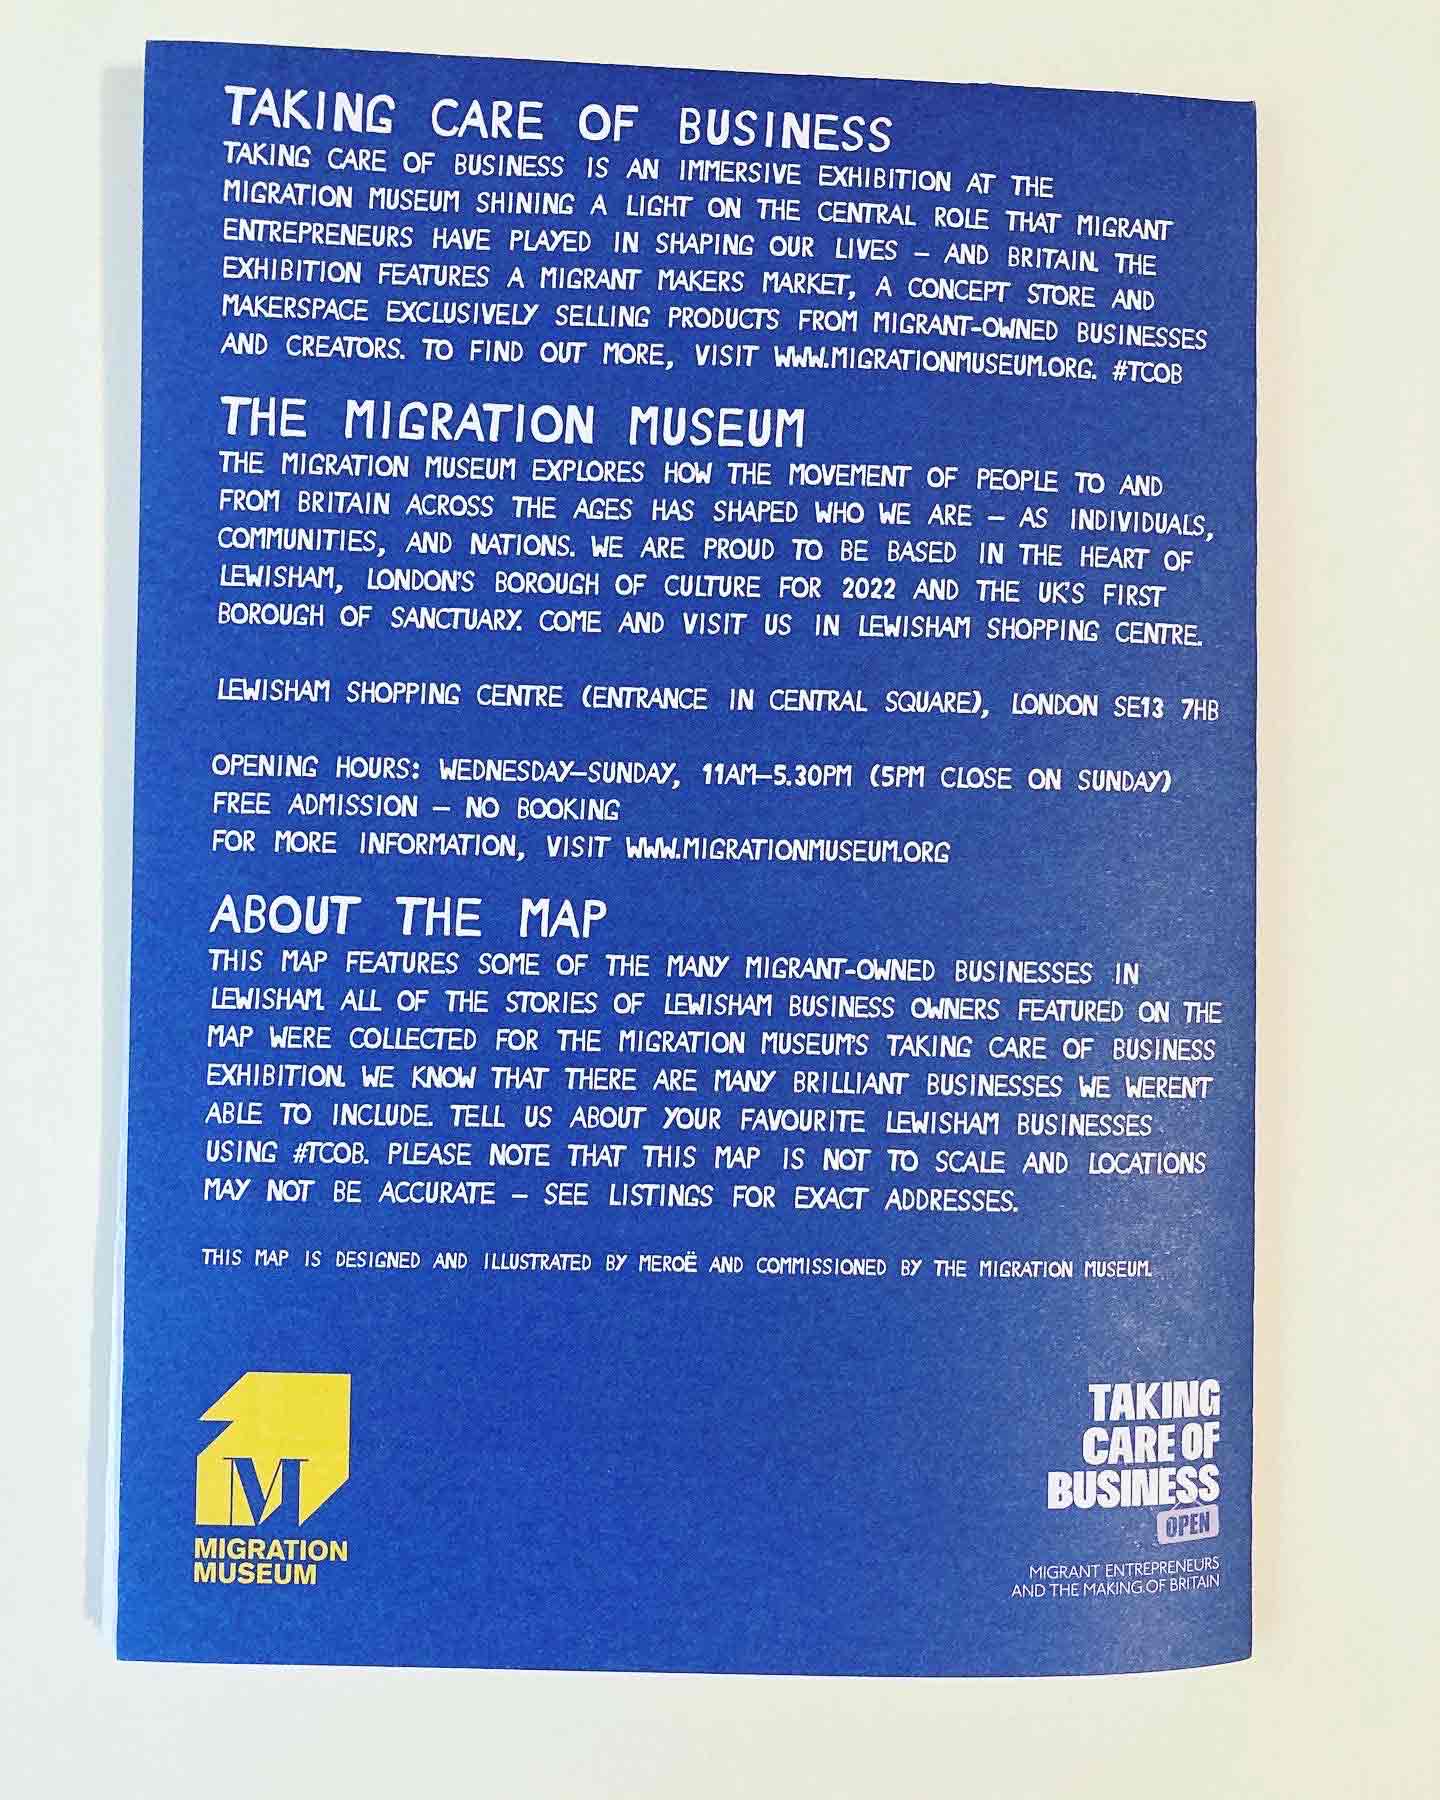 TAKING CARE OF BUSINESS
TAKING CARE OF BUSINESS IS AN IMMERSIVE EXHIBITION AT THE
MIGRATION MUSEUM SHINING A LIGHT ON THE CENTRAL ROLE THAT MIGRANT
ENTREPRENEURS HAVE PLAYED IN SHAPING OUR LIVES – AND BRITAIN. THE
EXHIBITION FEATURES A MIGRANT MAKERS MARKET, A CONCEPT STORE AND
MAKERSPACE EXCLUSIVELY SELLING PRODUCTS FROM MIGRANT-OWNED BUSINESSES
AND CREATORS. TO FIND OUT MORE, VISIT WWW.MIGRATIONMUSEUM.ORG. #TCOB
THE MIGRATION MUSEUM
THE MIGRATION MUSEUM EXPLORES HOW THE MOVEMENT OF PEOPLE TO AND
FROM BRITAIN ACROSS THE AGES HAS SHAPED WHO WE ARE – AS INDIVIDUALS,
COMMUNITIES, AND NATIONS. WE ARE PROUD TO BE BASED IN THE HEART OF
LEWISHAM, LONDON'S BOROUGH OF CULTURE FOR 2022 AND THE UK'S FIRST
BOROUGH OF SANCTUARY. COME AND VISIT US IN LEWISHAM SHOPPING CENTRE.
LEWISHAM SHOPPING CENTRE (ENTRANCE IN CENTRAL SQUARE), LONDON SE13 7HB
OPENING HOURS: WEDNESDAY–SUNDAY, 11AM–5.30PM (5PM CLOSE ON SUNDAY)
FREE ADMISSION – NO BOOKING
FOR MORE INFORMATION, VISIT WWW.MIGRATIONMUSEUM.ORG
ABOUT THE MAP
THIS MAP FEATURES SOME OF THE MANY MIGRANT-OWNED BUSINESSES IN
LEWISHAM. ALL OF THE STORIES OF LEWISHAM BUSINESS OWNERS FEATURED ON THE
MAP WERE COLLECTED FOR THE MIGRATION MUSEUM'S TAKING CARE OF BUSINESS
EXHIBITION. WE KNOW THAT THERE ARE MANY BRILLIANT BUSINESSES WE WEREN'T
ABLE TO INCLUDE. TELL US ABOUT YOUR FAVOURITE LEWISHAM BUSINESSES
USING #TCOB. PLEASE NOTE THAT THIS MAP IS NOT TO SCALE AND LOCATIONS
MAY NOT BE ACCURATE – SEE LISTINGS FOR EXACT ADDRESSES.
THIS MAP IS DESIGNED AND ILLUSTRATED BY MEROË AND COMMISSIONED BY THE MIGRATION MUSEUM.
M
MIGRATION
MUSEUM
TAKING
CARE OF
BUSINESS
OPEN
MIGRANT ENTREPRENEURS
AND THE MAKING OF BRITAIN